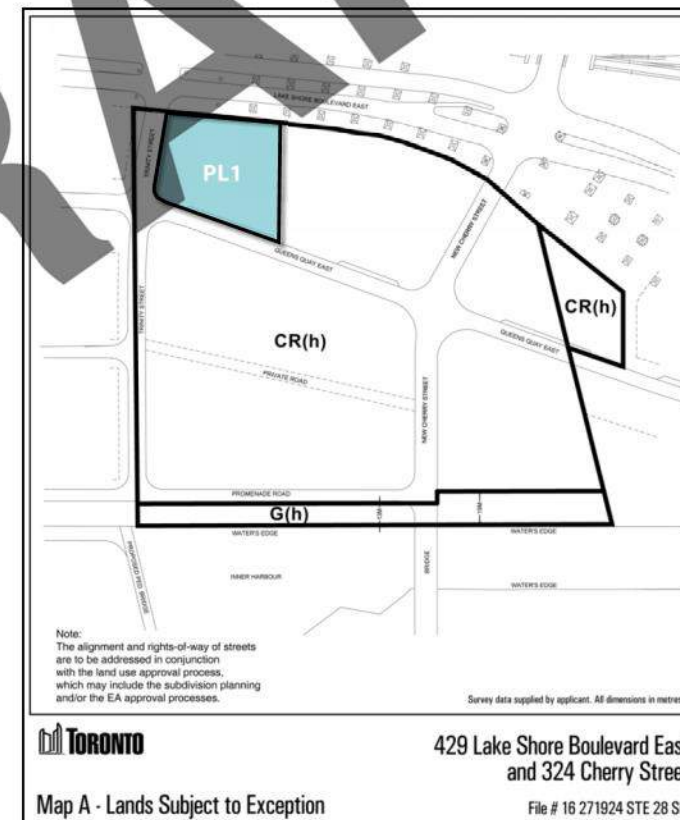 LAKE SHORE BOULEVARD EAST
TRINITY STREET
PL1
NEW CHERRY STREET
QUEENS QUAY EAST
CR(h)
TRINITY STREET
CR(h)
QUEENS QUAY EAST
PRIVATE ROAD
NEW CHERRY STREET
PROMENADE ROAD
G(h)
WATER'S EDGE
WATER'S EDGE
PROPOSED PED. BRIDGE
INNER HARBOUR
BRIDGE
WATER'S EDGE
Note:
The alignment and rights-of-way of streets
are to be addressed in conjunction
with the land use approval process,
which may include the subdivision planning
and/or the EA approval processes.
Survey data supplied by applicant. All dimensions in metres
TORONTO
429 Lake Shore Boulevard Eas
and 324 Cherry Stree
Map A - Lands Subject to Exception
File # 16 271924 STE 28 S